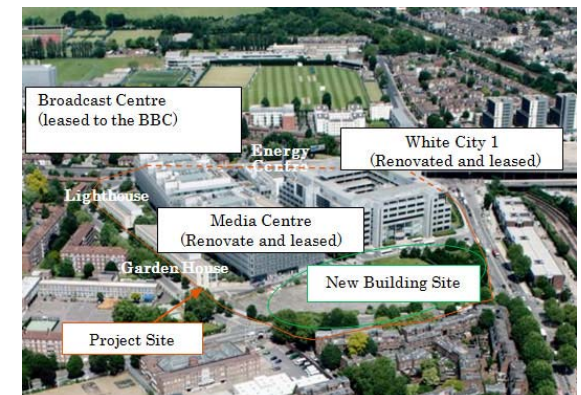 Broadcast Centre
(leased to the BBC)
Energy
Centre
White City 1
(Renovated and leased)
Lighthouse
Media Centre
(Renovate and leased)
Garden House
New Building Site
Project Site